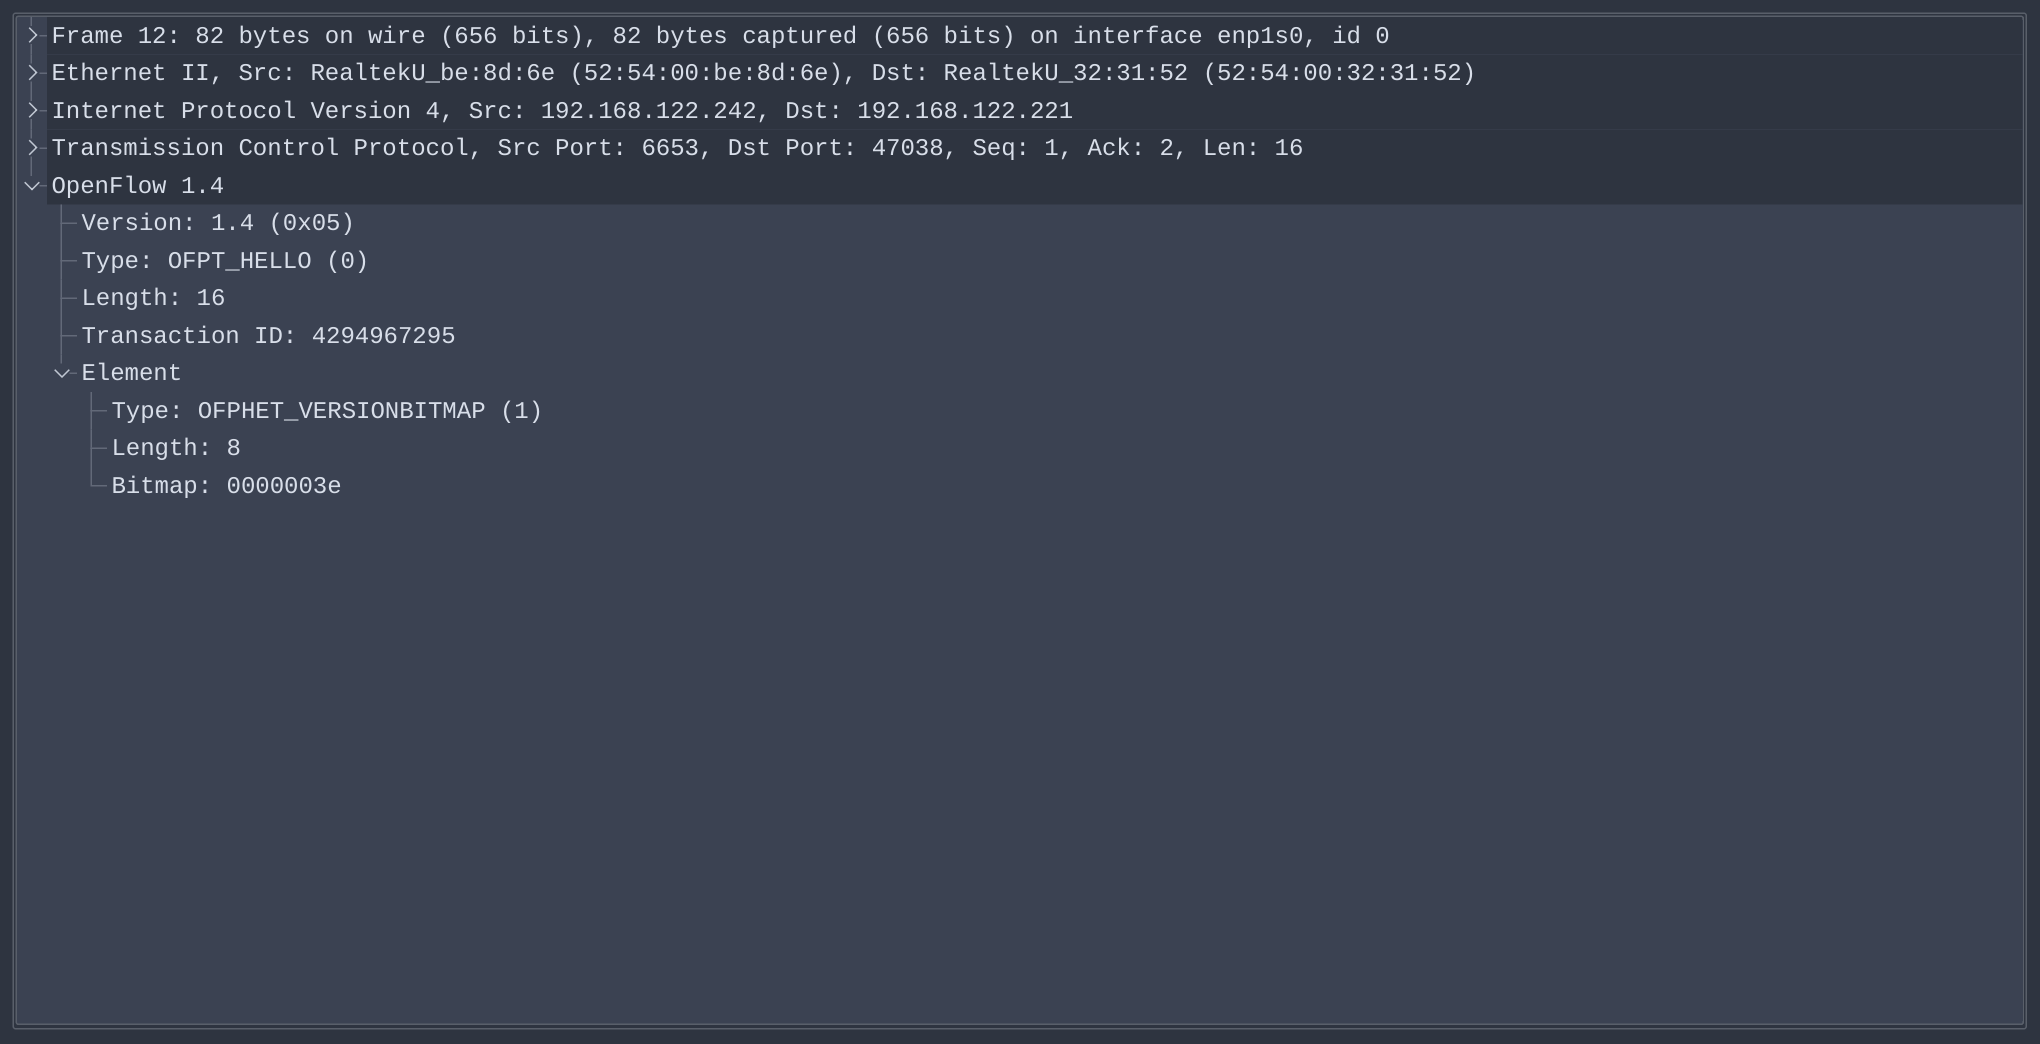 Frame 12: 82 bytes on wire (656 bits), 82 bytes captured (656 bits) on interface enp1s0, id 0
Ethernet II, Src: RealtekU_be:8d:6e (52:54:00:be:8d:6e), Dst: RealtekU_32:31:52 (52:54:00:32:31:52)
Internet Protocol Version 4, Src: 192.168.122.242, Dst: 192.168.122.221
Transmission Control Protocol, Src Port: 6653, Dst Port: 47038, Seq: 1, Ack: 2, Len: 16
OpenFlow 1.4
Version: 1.4 (0x05)
Type: OFPT_HELLO (0)
Length: 16
Transaction ID: 4294967295
Element
Type: OFPHET_VERSIONBITMAP (1)
Length: 8
Bitmap: 0000003e